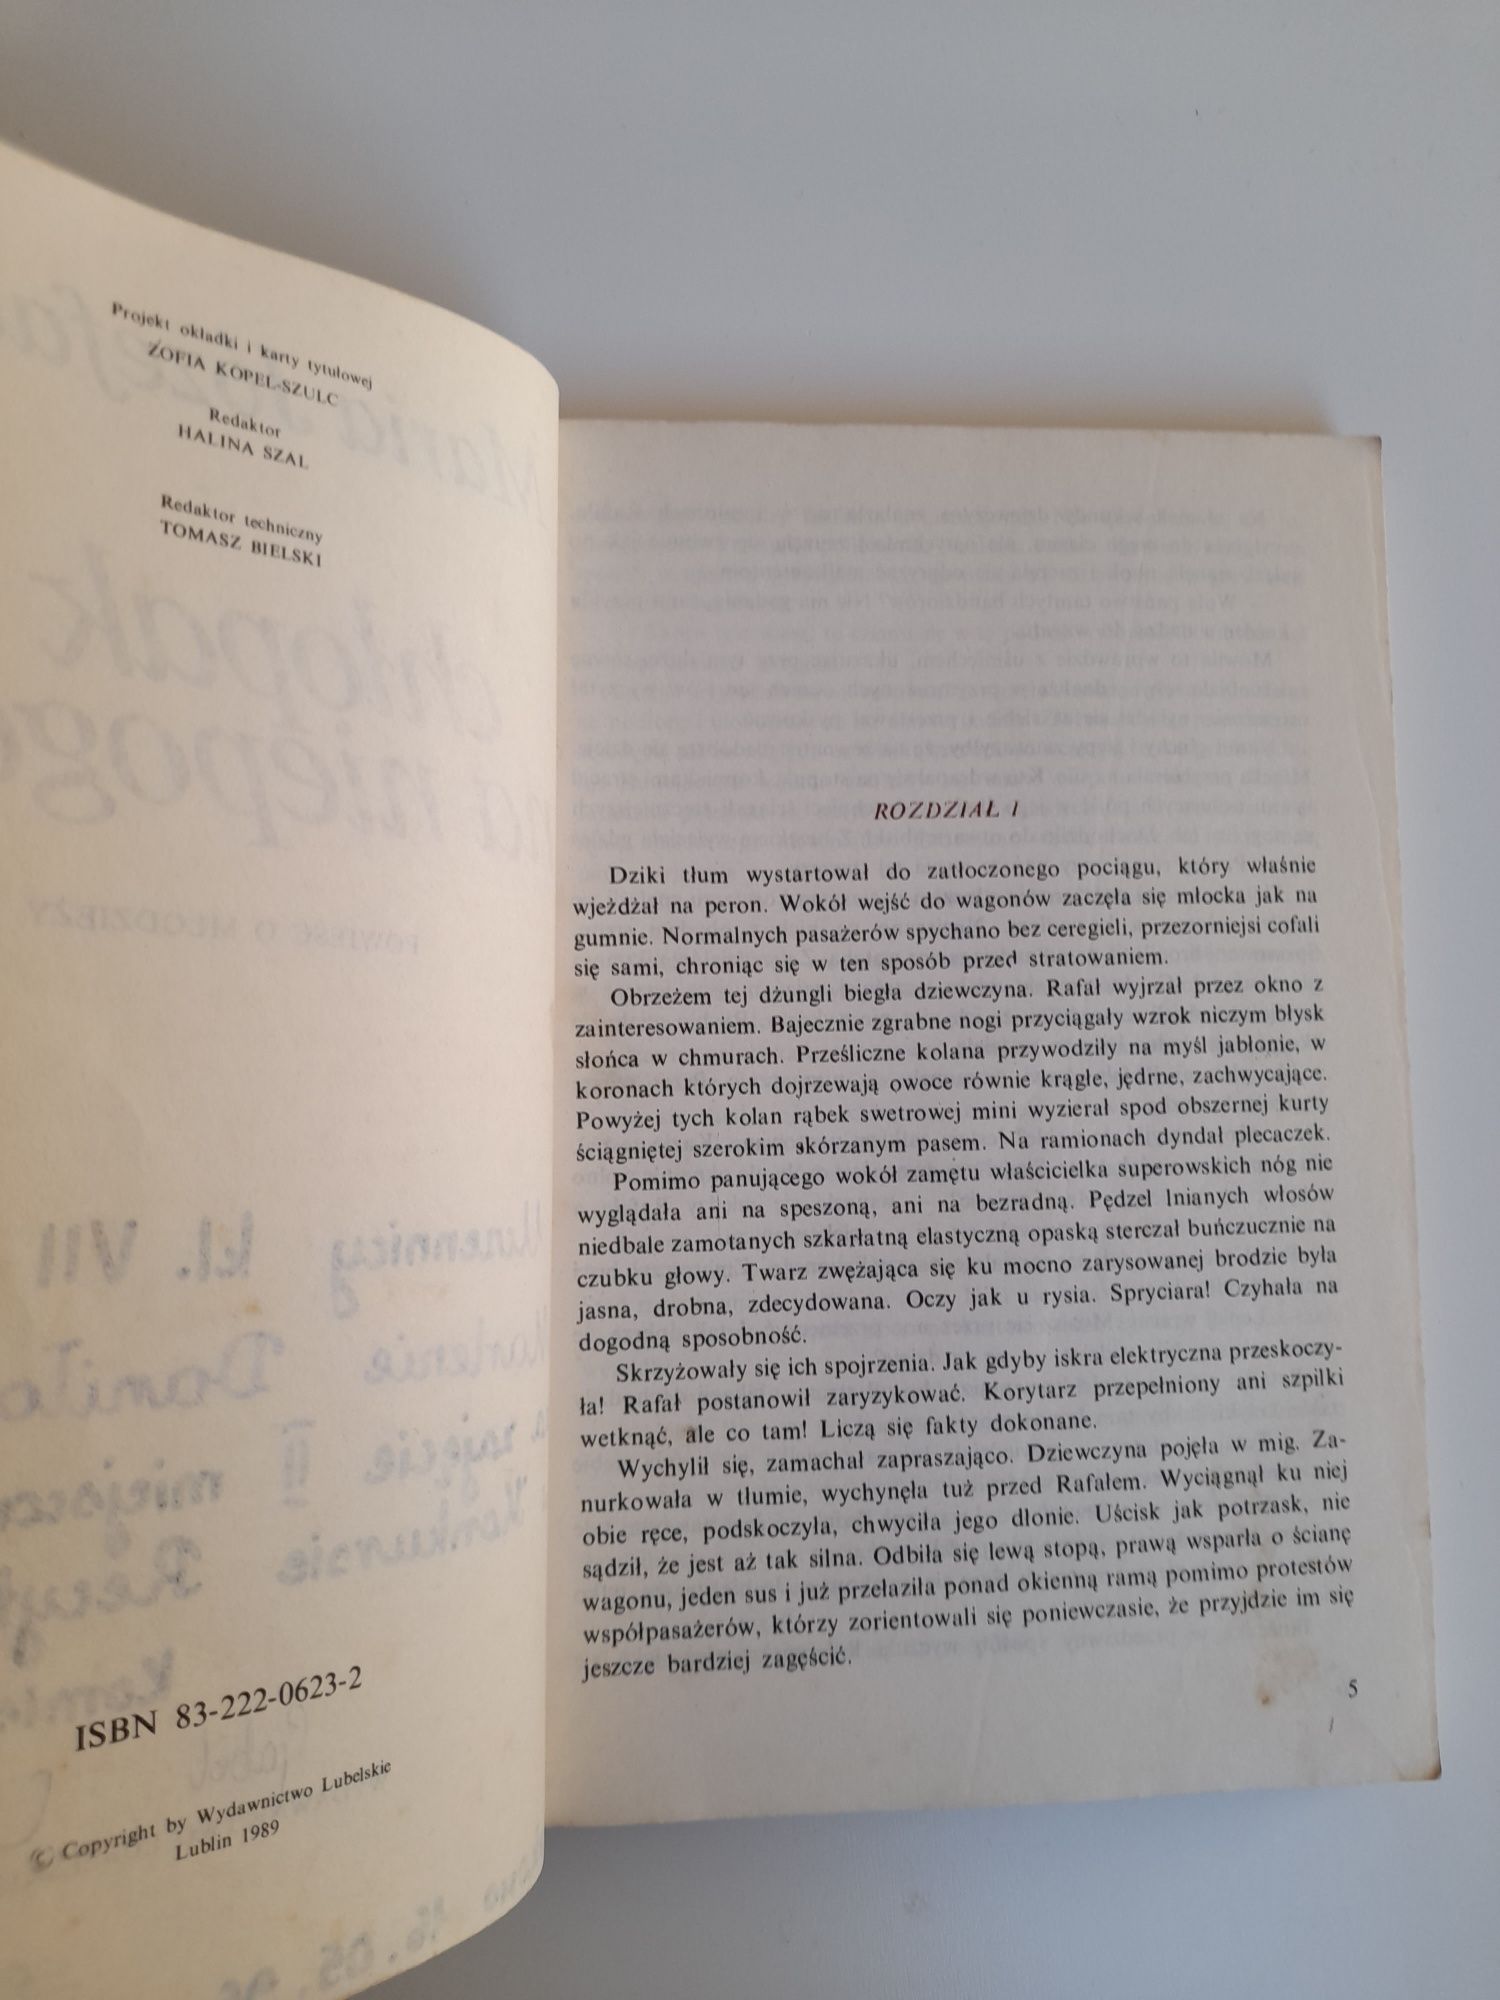 Projekt okładki i karty tytułowej
ZOFIA KOPEL-SZULC
Redaktor
HALINA SZAL
Redaktor techniczny
TOMASZ BIELSKI
ISBN 83-222-0623-2
© Copyright by Wydawnictwo Lubelskie
Lublin 1989
ROZDZIAŁ I
Dziki tłum wystartował do zatłoczonego pociągu, który właśnie
wjeżdżał na peron. Wokół wejść do wagonów zaczęła się młocka jak na
gumnie. Normalnych pasażerów spychano bez ceregieli, przezorniejsi cofali
się sami, chroniąc się w ten sposób przed stratowaniem.
Obrzeżem tej dżungli biegła dziewczyna. Rafał wyjrzał przez okno z
zainteresowaniem. Bajecznie zgrabne nogi przyciągały wzrok niczym błysk
słońca w chmurach. Prześliczne kolana przywodziły na myśl jabłonie, w
koronach których dojrzewają owoce równie krągłe, jędrne, zachwycające.
Powyżej tych kolan rąbek swetrowej mini wyzierał spod obszernej kurty
ściągniętej szerokim skórzanym pasem. Na ramionach dyndał plecaczek.
Pomimo panującego wokół zamętu właścicielka superowskich nóg nie
wyglądała ani na speszoną, ani na bezradną. Pędzel lnianych włosów
niedbale zamotanych szkarłatną elastyczną opaską sterczał buńczucznie na
czubku głowy. Twarz zwężająca się ku mocno zarysowanej brodzie była
jasna, drobna, zdecydowana. Oczy jak u rysia. Spryciara! Czyhała na
dogodną sposobność.
Skrzyżowały się ich spojrzenia. Jak gdyby iskra elektryczna przeskoczy-
ła! Rafał postanowił zaryzykować. Korytarz przepełniony ani szpilki
wetknąć, ale co tam! Liczą się fakty dokonane.
Wychylił się, zamachał zapraszająco. Dziewczyna pojęła w mig. Za-
nurkowała w tłumie, wychynęła tuż przed Rafałem. Wyciągnął ku niej
obie ręce, podskoczyła, chwyciła jego dłonie. Uścisk jak potrzask, nie
sądził, że jest aż tak silna. Odbiła się lewą stopą, prawą wsparła o ścianę
wagonu, jeden sus i już przełaziła ponad okienną ramą pomimo protestów
współpasażerów, którzy zorientowali się poniewczasie, że przyjdzie im się
jeszcze bardziej zagęścić.
5